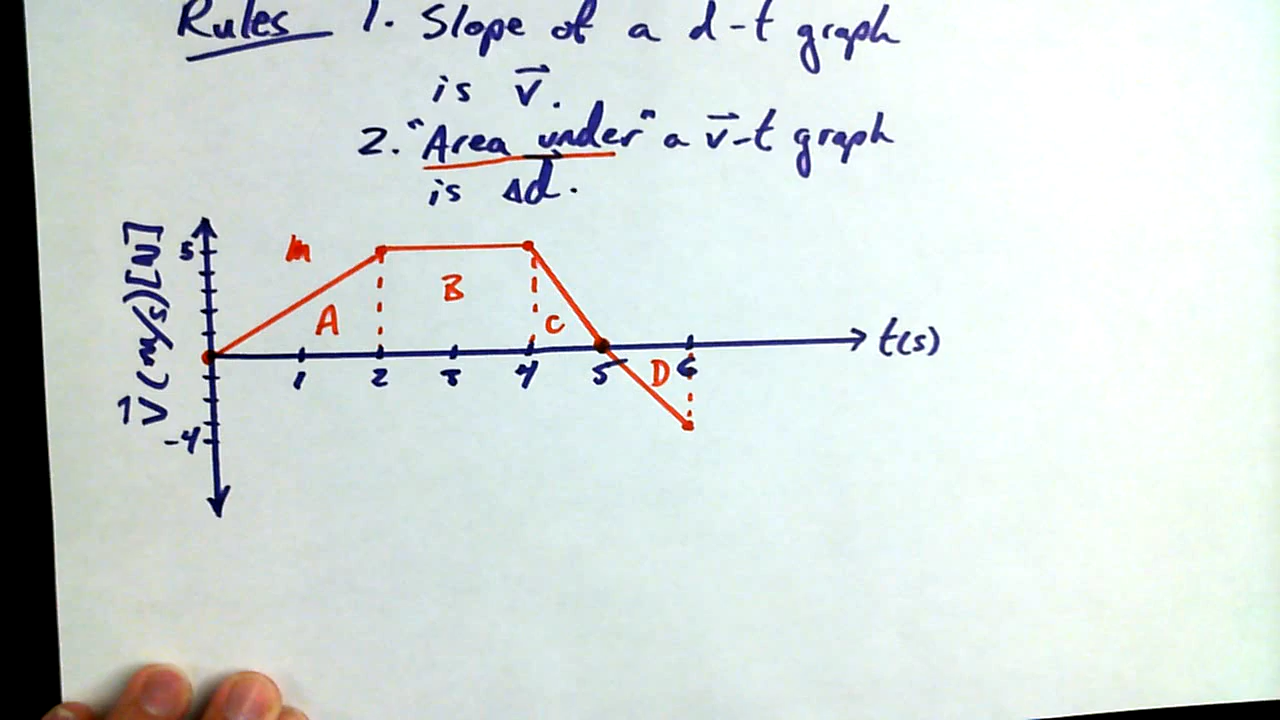 Rules 1. Slope of a d-t graph
is v⃗.
2. "Area under" a v⃗-t graph
is Δd⃗.
v⃗ (m/s) [N]
5
-4
m
A
B
C
D
1 2 3 4 5 6
t(s)